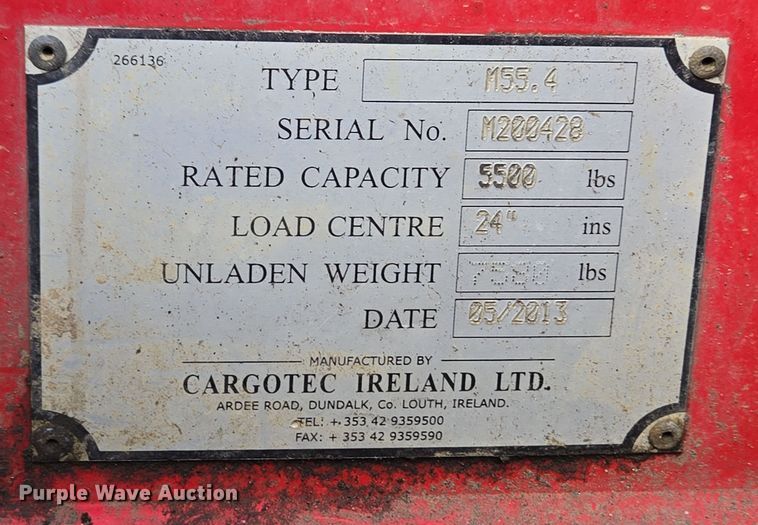 266136
TYPE M55.4
SERIAL No. M200428
RATED CAPACITY 5500 lbs
LOAD CENTRE 24" ins
UNLADEN WEIGHT lbs
DATE 05/2013
MANUFACTURED BY
CARGOTEC IRELAND LTD.
ARDEE ROAD, DUNDALK, Co. LOUTH, IRELAND.
TEL: + 353 42 9359500
FAX: + 353 42 9359590
Purple Wave Auction